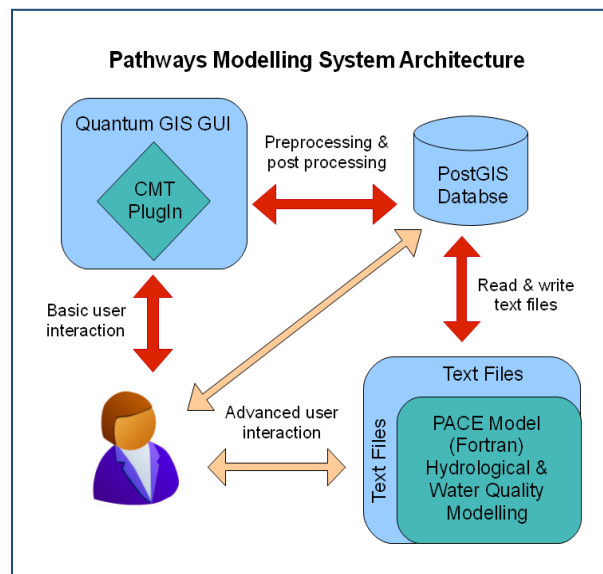 Pathways Modelling System Architecture
Quantum GIS GUI
CMT
PlugIn
Preprocessing &
post processing
PostGIS
Databse
Basic user
interaction
Read & write
text files
Advanced user
interaction
Text Files
Text Files
PACE Model
(Fortran)
Hydrological &
Water Quality
Modelling